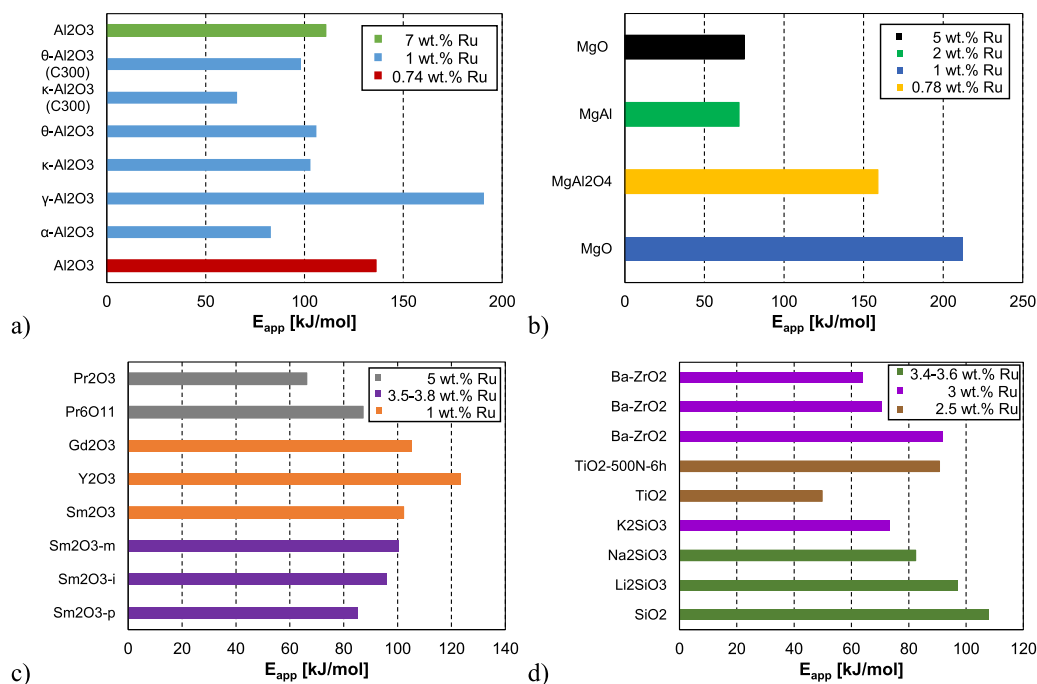 Al2O3
θ-Al2O3
(C300)
κ-Al2O3
(C300)
θ-Al2O3
κ-Al2O3
γ-Al2O3
α-Al2O3
Al2O3
7 wt.% Ru
1 wt.% Ru
0.74 wt.% Ru
0 50 100 150 200
a) Eapp [kJ/mol]
MgO
MgAl
MgAl2O4
MgO
5 wt.% Ru
2 wt.% Ru
1 wt.% Ru
0.78 wt.% Ru
0 50 100 150 200 250
b) Eapp [kJ/mol]
Pr2O3
Pr6O11
Gd2O3
Y2O3
Sm2O3
Sm2O3-m
Sm2O3-i
Sm2O3-p
5 wt.% Ru
3.5-3.8 wt.% Ru
1 wt.% Ru
0 20 40 60 80 100 120 140
c) Eapp [kJ/mol]
Ba-ZrO2
Ba-ZrO2
Ba-ZrO2
TiO2-500N-6h
TiO2
K2SiO3
Na2SiO3
Li2SiO3
SiO2
3.4-3.6 wt.% Ru
3 wt.% Ru
2.5 wt.% Ru
0 20 40 60 80 100 120
d) Eapp [kJ/mol]